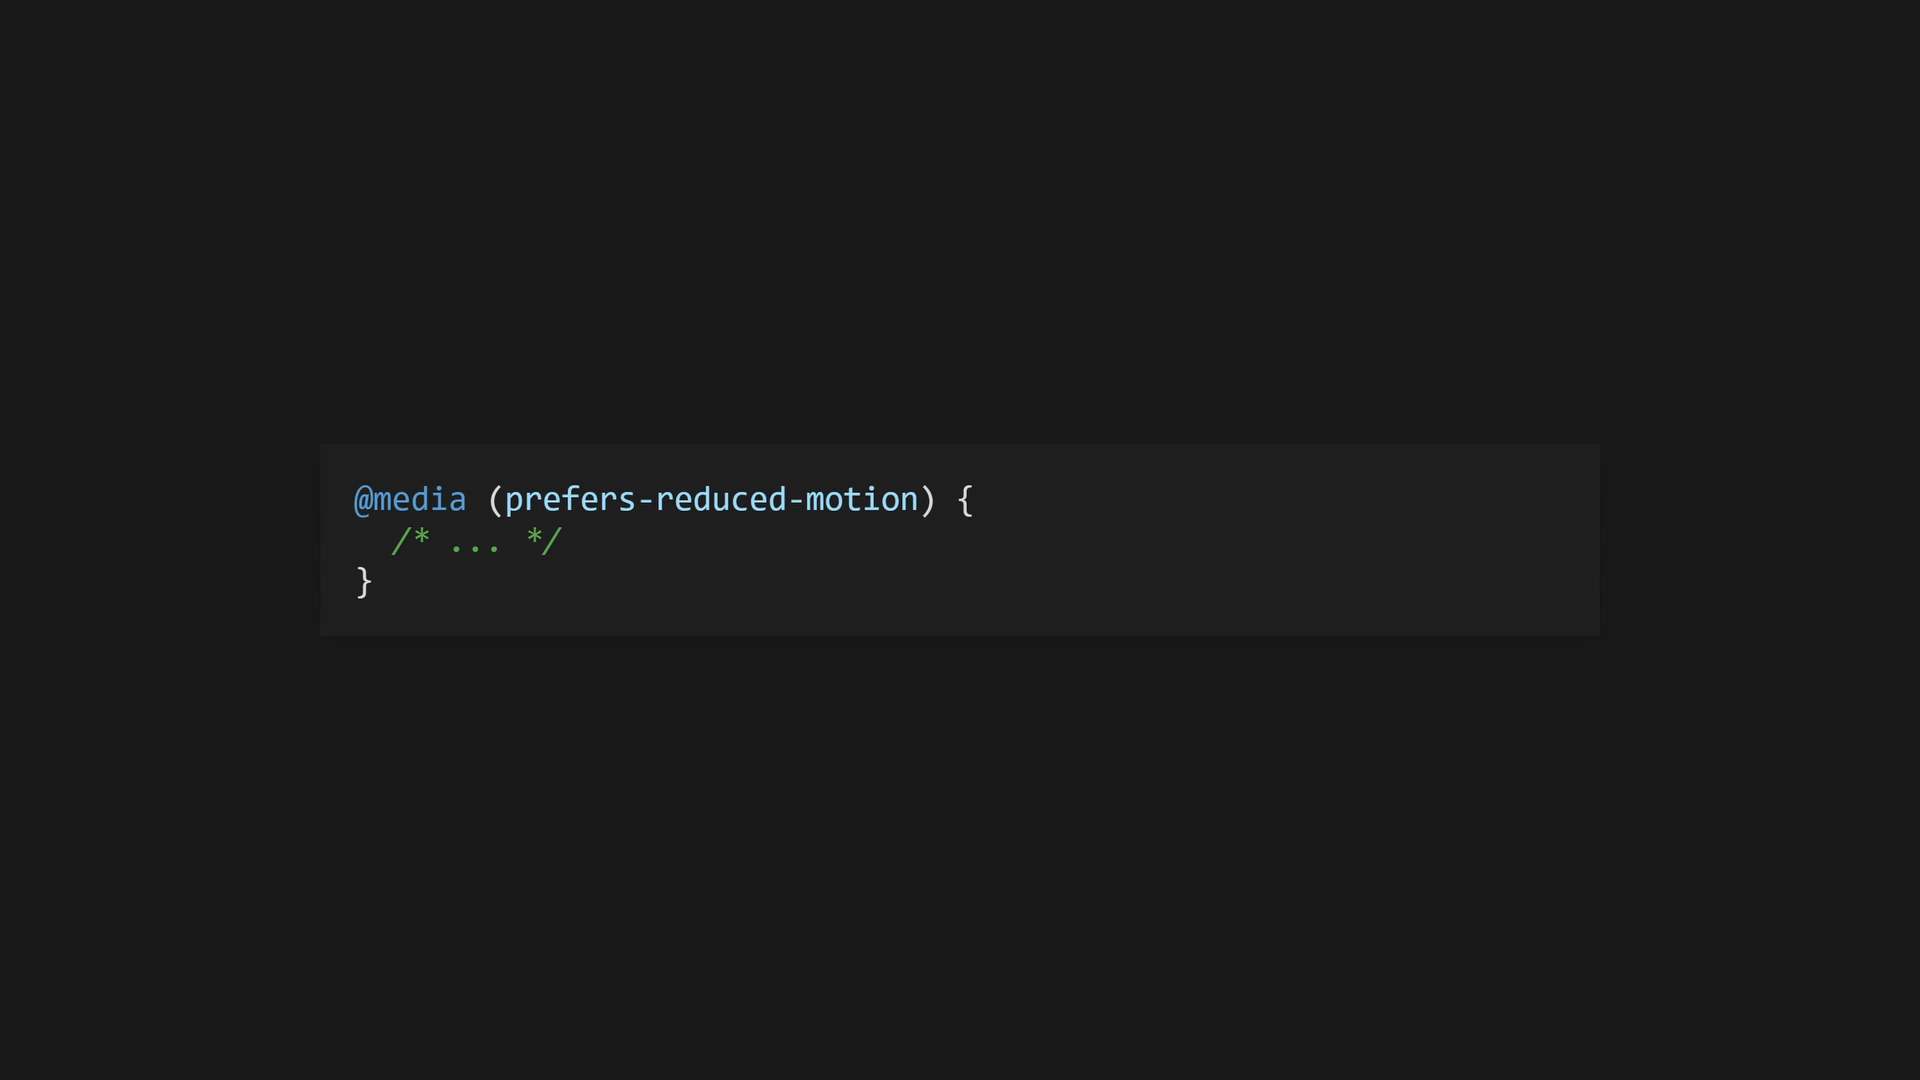 @media (prefers-reduced-motion) {
  /* ... */
}